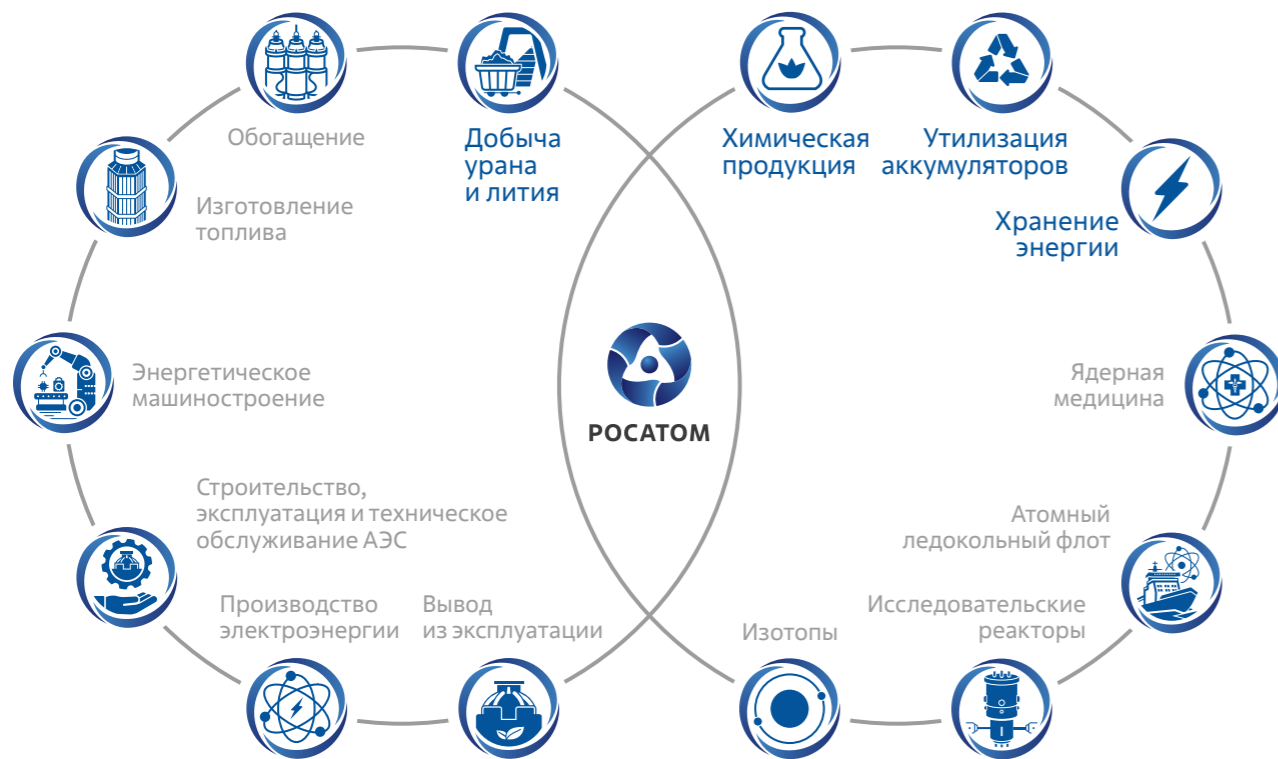 Обогащение
Добыча
урана
и лития
Химическая
продукция
Утилизация
аккумуляторов
Изготовление
топлива
Хранение
энергии
Энергетическое
машиностроение
РОСАТОМ
Ядерная
медицина
Строительство,
эксплуатация и техническое
обслуживание АЭС
Атомный
ледокольный флот
Производство
электроэнергии
Вывод
из эксплуатации
Изотопы
Исследовательские
реакторы